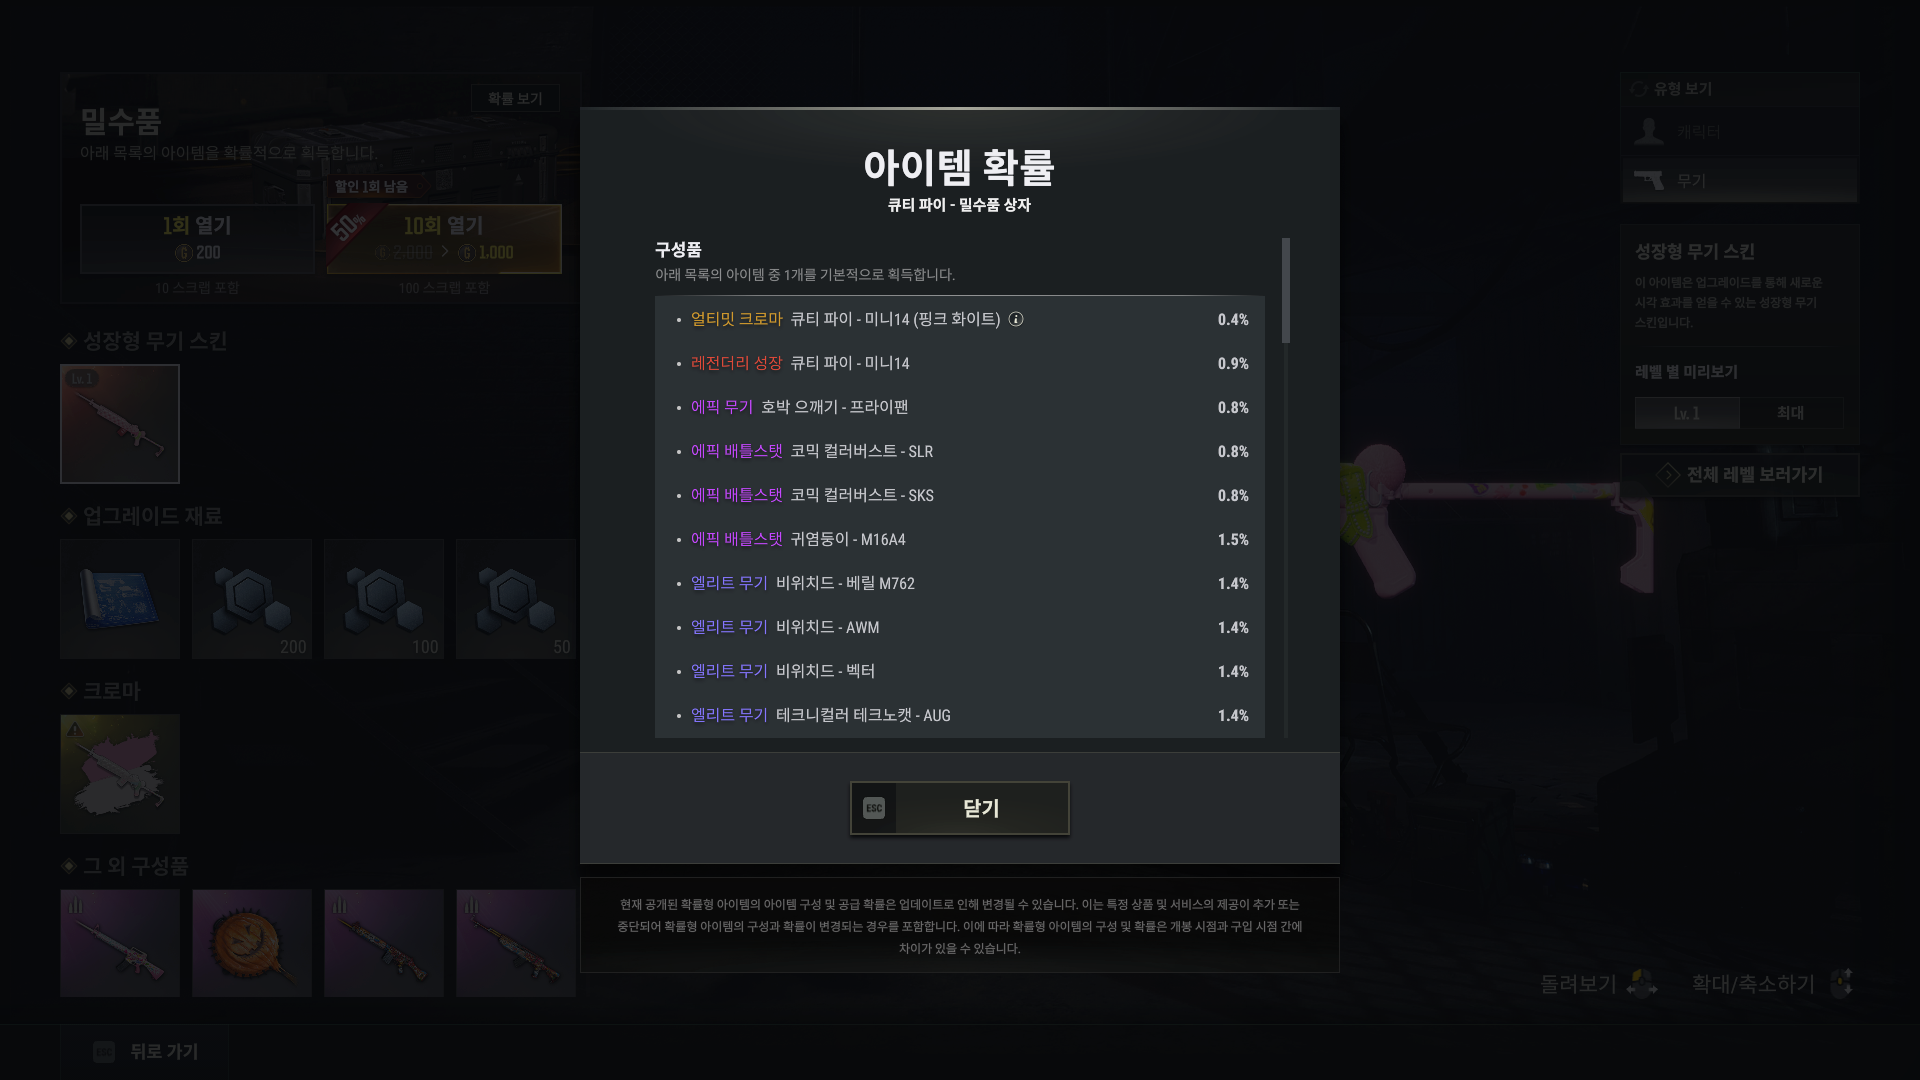 밀수품
확률 보기
아래 목록의 아이템을 확률적으로 획득합니다.
할인 1회 남음
1회 열기
G 200
50%
10회 열기
G 2,000 > G 1,000
10 스크랩 포함
100 스크랩 포함
성장형 무기 스킨
Lv. 1
업그레이드 재료
200
100
50
크로마
그 외 구성품
ESC 뒤로 가기
아이템 확률
큐티 파이 - 밀수품 상자
구성품
아래 목록의 아이템 중 1개를 기본적으로 획득합니다.
• 얼티밋 크로마 큐티 파이 - 미니14 (핑크 화이트) 0.4%
• 레전더리 성장 큐티 파이 - 미니14 0.9%
• 에픽 무기 호박 으깨기 - 프라이팬 0.8%
• 에픽 배틀스탯 코믹 컬러버스트 - SLR 0.8%
• 에픽 배틀스탯 코믹 컬러버스트 - SKS 0.8%
• 에픽 배틀스탯 귀염둥이 - M16A4 1.5%
• 엘리트 무기 비위치드 - 베릴 M762 1.4%
• 엘리트 무기 비위치드 - AWM 1.4%
• 엘리트 무기 비위치드 - 벡터 1.4%
• 엘리트 무기 테크니컬러 테크노캣 - AUG 1.4%
ESC 닫기
현재 공개된 확률형 아이템의 아이템 구성 및 공급 확률은 업데이트로 인해 변경될 수 있습니다. 이는 특정 상품 및 서비스의 제공이 추가 또는
중단되어 확률형 아이템의 구성과 확률이 변경되는 경우를 포함합니다. 이에 따라 확률형 아이템의 구성 및 확률은 개봉 시점과 구입 시점 간에
차이가 있을 수 있습니다.
유형 보기
캐릭터
무기
성장형 무기 스킨
이 아이템은 업그레이드를 통해 새로운
시각 효과를 얻을 수 있는 성장형 무기
스킨입니다.
레벨 별 미리보기
Lv. 1
최대
전체 레벨 보러가기
돌려보기
확대/축소하기